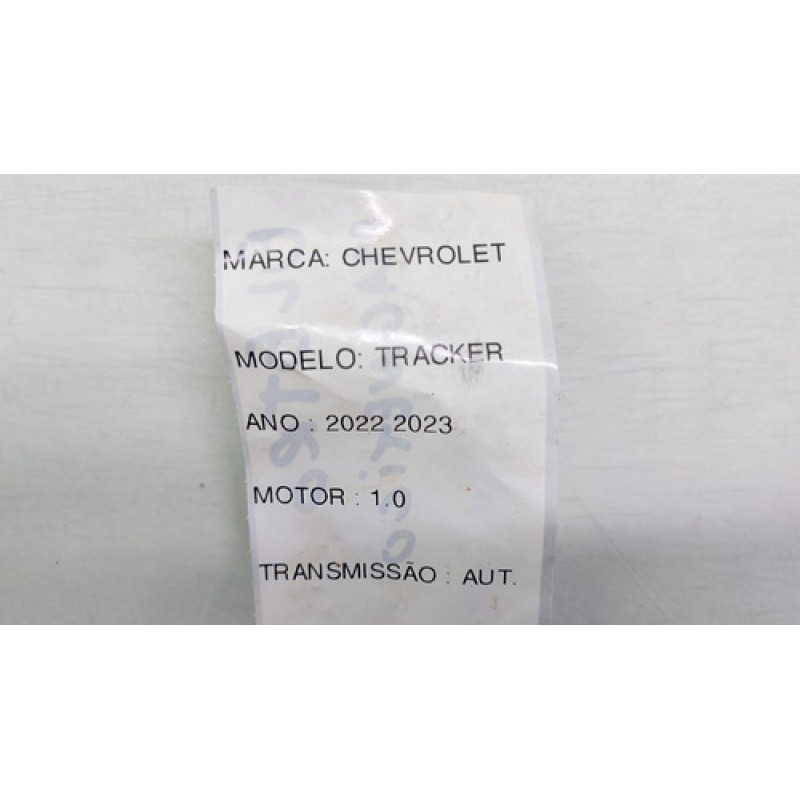 MARCA: CHEVROLET
MODELO: TRACKER
ANO : 2022 2023
MOTOR : 1.0
TRANSMISSÃO : AUT.